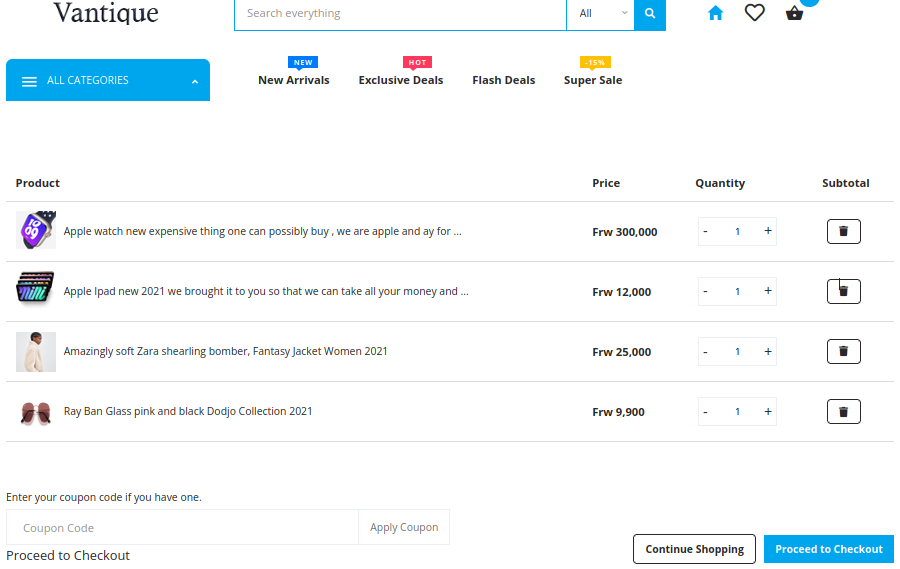 Vantique
Search everything
All
NEW
HOT
-15%
ALL CATEGORIES
New Arrivals
Exclusive Deals
Flash Deals
Super Sale
Product Price Quantity Subtotal
Apple watch new expensive thing one can possibly buy , we are apple and ay for ... Frw 300,000 - 1 +
Apple Ipad new 2021 we brought it to you so that we can take all your money and ... Frw 12,000 - 1 +
Amazingly soft Zara shearling bomber, Fantasy Jacket Women 2021 Frw 25,000 - 1 +
Ray Ban Glass pink and black Dodjo Collection 2021 Frw 9,900 - 1 +
Enter your coupon code if you have one.
Coupon Code
Apply Coupon
Continue Shopping
Proceed to Checkout
Proceed to Checkout